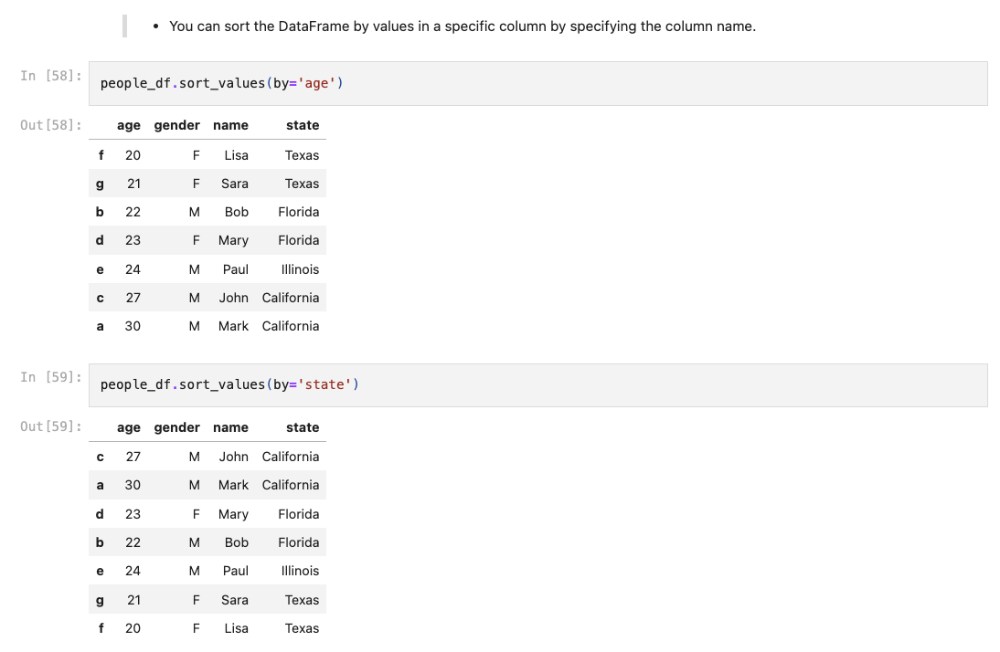 • You can sort the DataFrame by values in a specific column by specifying the column name.
In [58]: people_df.sort_values(by='age')
Out[58]: age gender name state
f 20 F Lisa Texas
g 21 F Sara Texas
b 22 M Bob Florida
d 23 F Mary Florida
e 24 M Paul Illinois
c 27 M John California
a 30 M Mark California
In [59]: people_df.sort_values(by='state')
Out[59]: age gender name state
c 27 M John California
a 30 M Mark California
d 23 F Mary Florida
b 22 M Bob Florida
e 24 M Paul Illinois
g 21 F Sara Texas
f 20 F Lisa Texas